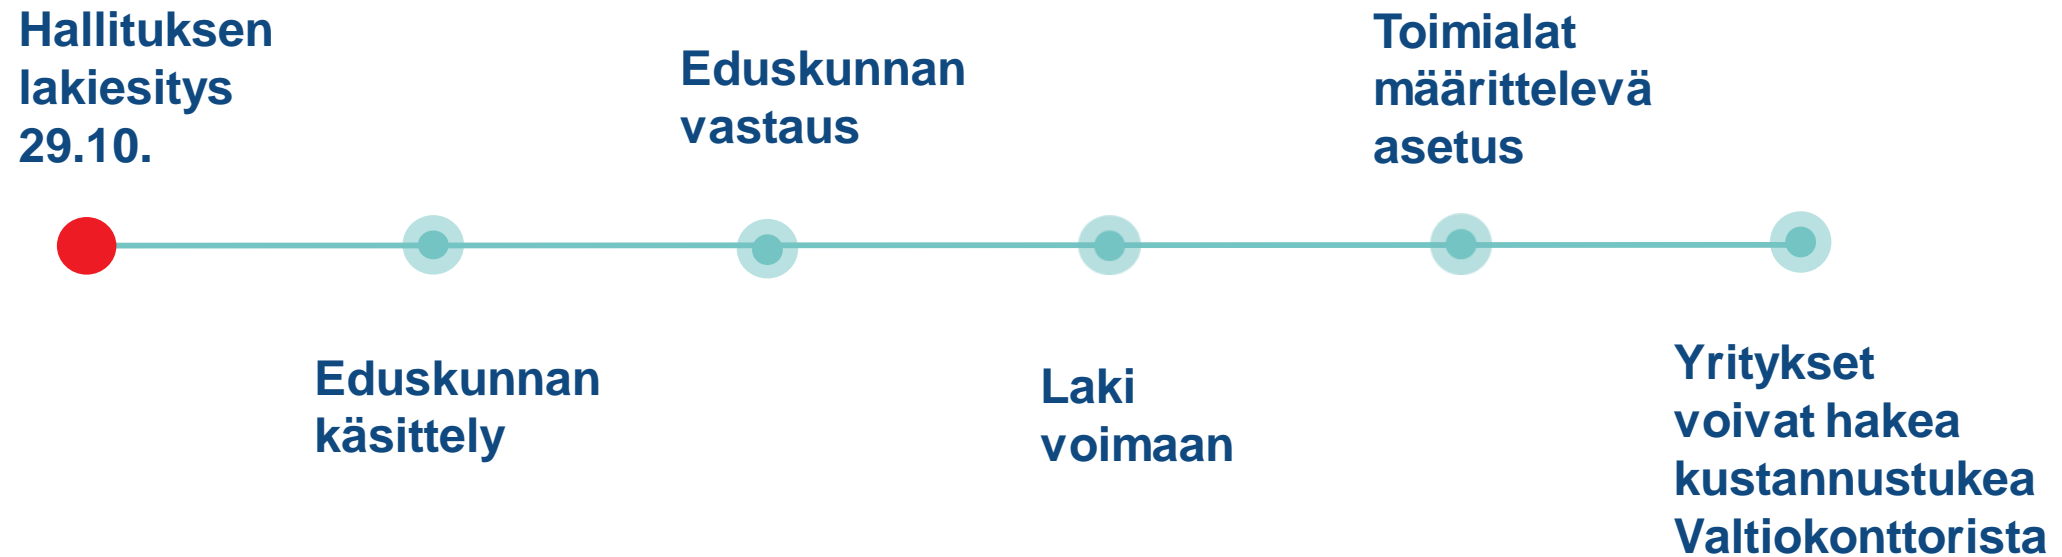 Hallituksen
lakiesitys
29.10.
Eduskunnan
käsittely
Eduskunnan
vastaus
Laki
voimaan
Toimialat
määrittelevä
asetus
Yritykset
voivat hakea
kustannustukea
Valtiokonttorista